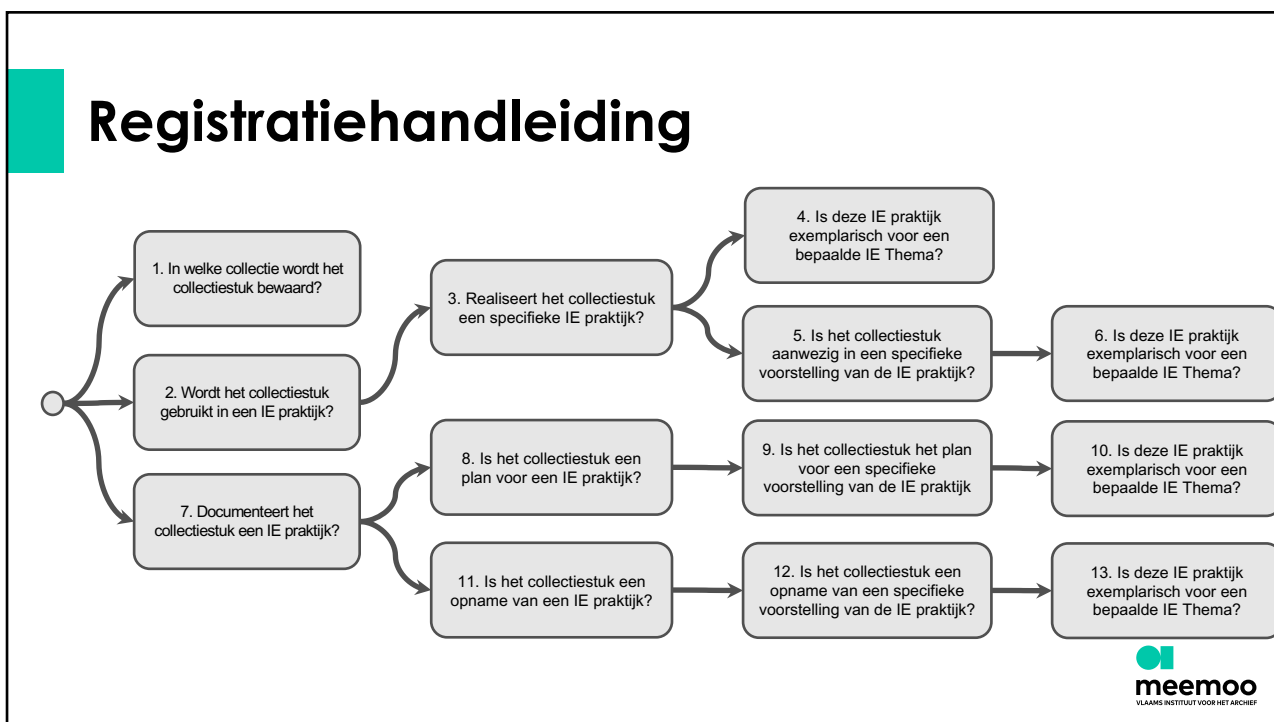 Registratiehandleiding
1. In welke collectie wordt het
collectiestuk bewaard?
2. Wordt het collectiestuk
gebruikt in een IE praktijk?
3. Realiseert het collectiestuk
een specifieke IE praktijk?
4. Is deze IE praktijk
exemplarisch voor een
bepaalde IE Thema?
5. Is het collectiestuk
aanwezig in een specifieke
voorstelling van de IE praktijk?
6. Is deze IE praktijk
exemplarisch voor een
bepaalde IE Thema?
7. Documenteert het
collectiestuk een IE praktijk?
8. Is het collectiestuk een
plan voor een IE praktijk?
9. Is het collectiestuk het plan
voor een specifieke
voorstelling van de IE praktijk
10. Is deze IE praktijk
exemplarisch voor een
bepaalde IE Thema?
11. Is het collectiestuk een
opname van een IE praktijk?
12. Is het collectiestuk een
opname van een specifieke
voorstelling van de IE praktijk?
13. Is deze IE praktijk
exemplarisch voor een
bepaalde IE Thema?
meemoo
VLAAMS INSTITUUT VOOR HET ARCHIEF